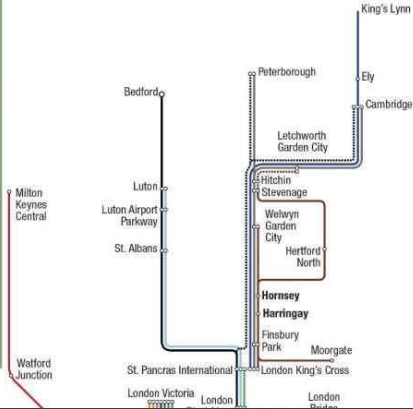 King's Lynn
Peterborough
Ely
Bedford
Cambridge
Letchworth
Garden City
Luton
Hitchin
Stevenage
Milton
Keynes
Central
Luton Airport
Parkway
Welwyn
Garden
City
St. Albans
Hertford
North
Hornsey
Harringay
Finsbury
Park
Moorgate
Watford
Junction
St. Pancras International
London King's Cross
London Victoria
London
London